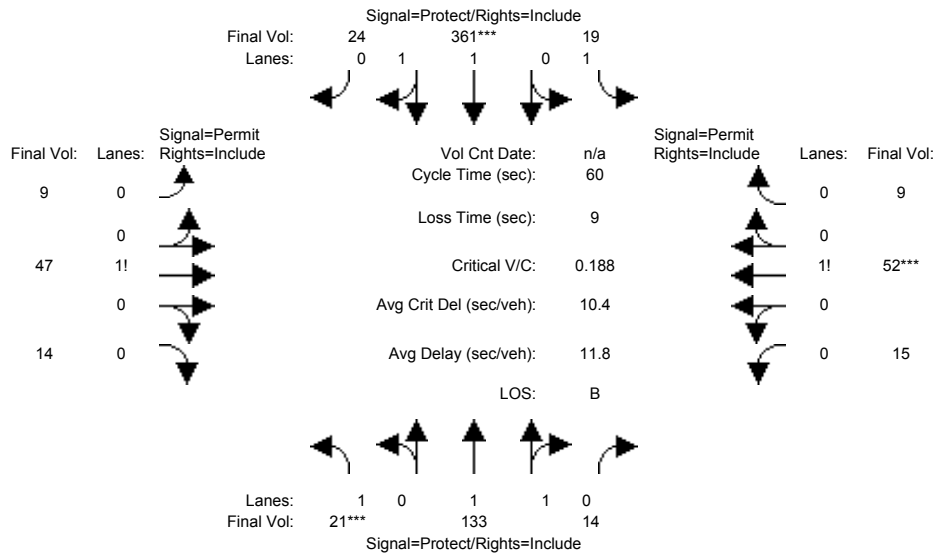 Signal=Protect/Rights=Include
Final Vol: 24 361*** 19
Lanes: 0 1 1 0 1
Signal=Permit Signal=Permit
Final Vol: Lanes: Rights=Include Vol Cnt Date: n/a Rights=Include Lanes: Final Vol:
Cycle Time (sec): 60
9 0 0 9
Loss Time (sec): 9
0 0
47 1! Critical V/C: 0.188 1! 52***
0 Avg Crit Del (sec/veh): 10.4 0
14 0 Avg Delay (sec/veh): 11.8 0 15
LOS: B
Lanes: 1 0 1 1 0
Final Vol: 21*** 133 14
Signal=Protect/Rights=Include